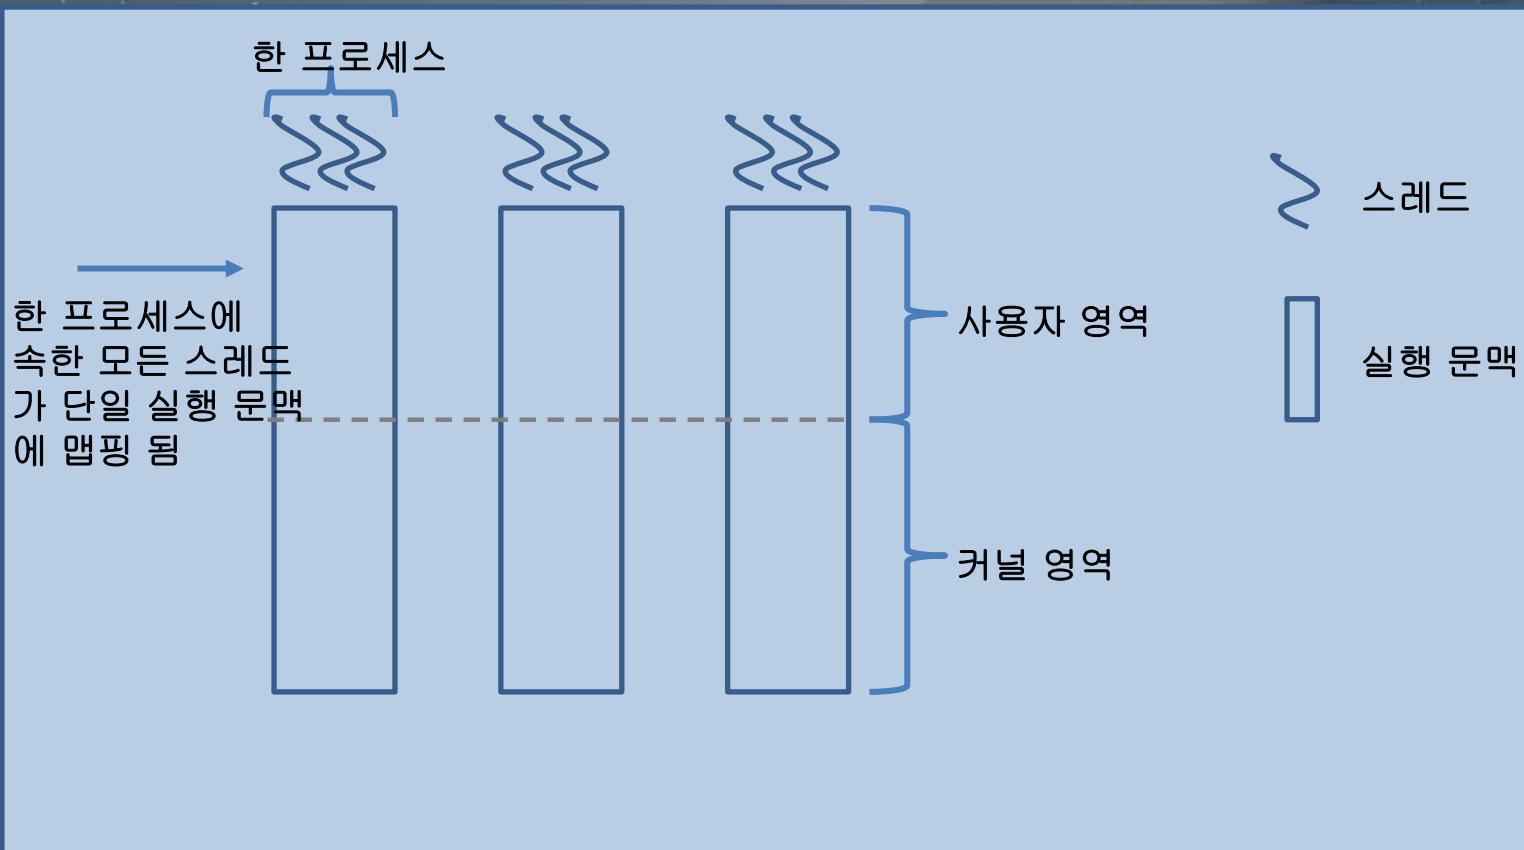 한 프로세스
스레드
한 프로세스에
속한 모든 스레드
가 단일 실행 문맥
에 맵핑 됨
사용자 영역
실행 문맥
커널 영역